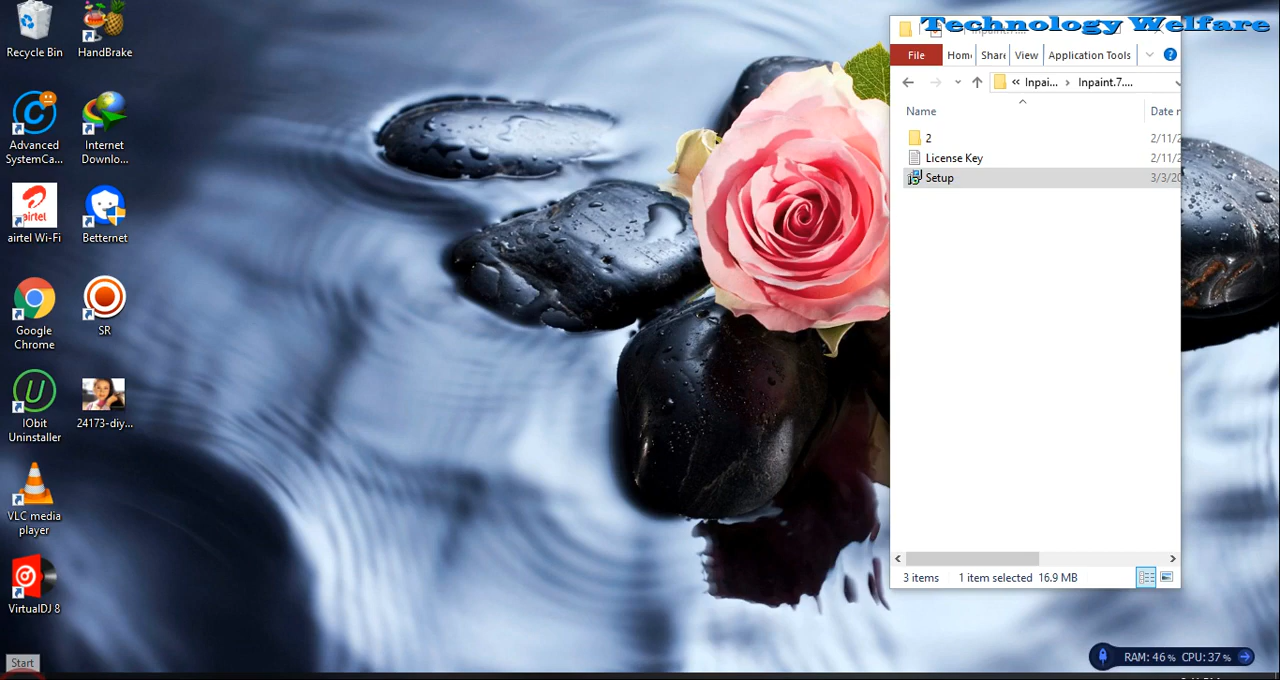 Recycle Bin
HandBrake
Advanced
SystemCa...
Internet
Downlo...
airtel
airtel Wi-Fi
Betternet
Google
Chrome
SR
IObit
Uninstaller
24173-diy...
VLC media
player
VirtualDJ 8
Start
Technology Welfare
File
Home
Share
View
Application Tools
?
« Inpai... › Inpaint.7....
Name
Date
2
2/11/2
License Key
2/11/2
Setup
3/3/20
3 items
1 item selected 16.9 MB
RAM: 46 % CPU: 37 %